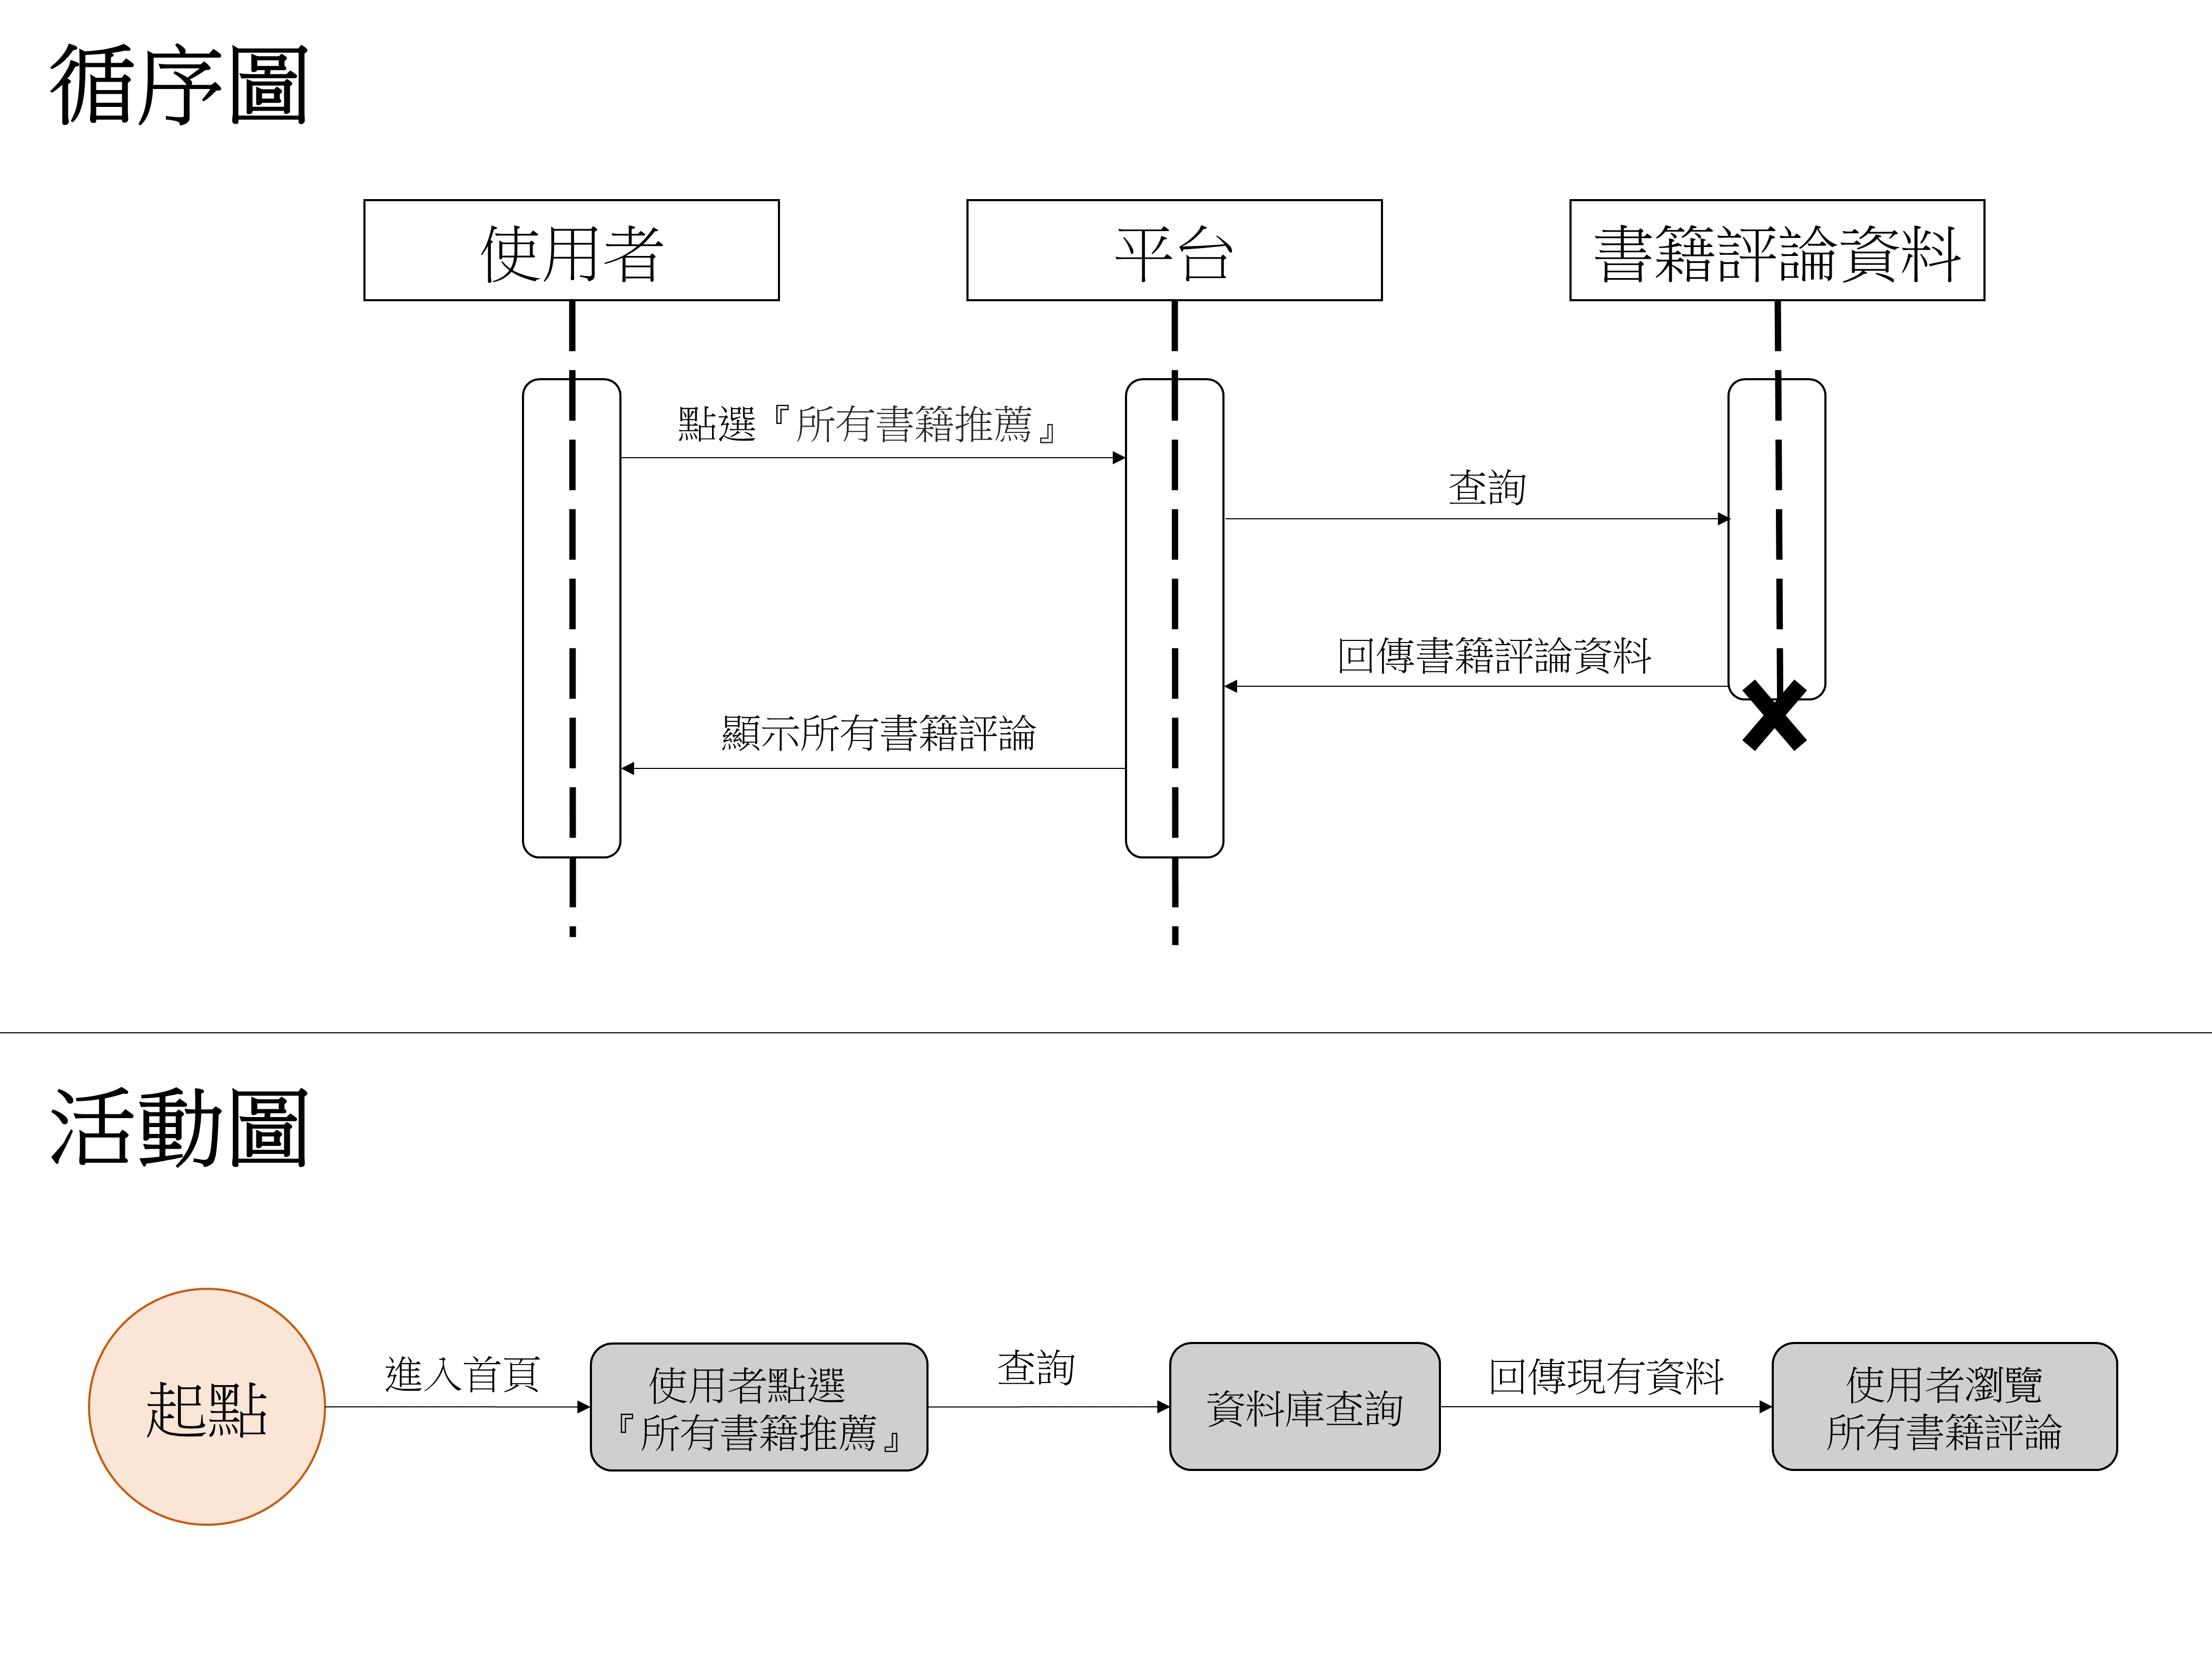 循序圖
使用者
平台
書籍評論資料
點選『所有書籍推薦』
查詢
回傳書籍評論資料
顯示所有書籍評論
活動圖
起點
進入首頁
使用者點選
『所有書籍推薦』
查詢
資料庫查詢
回傳現有資料
使用者瀏覽
所有書籍評論